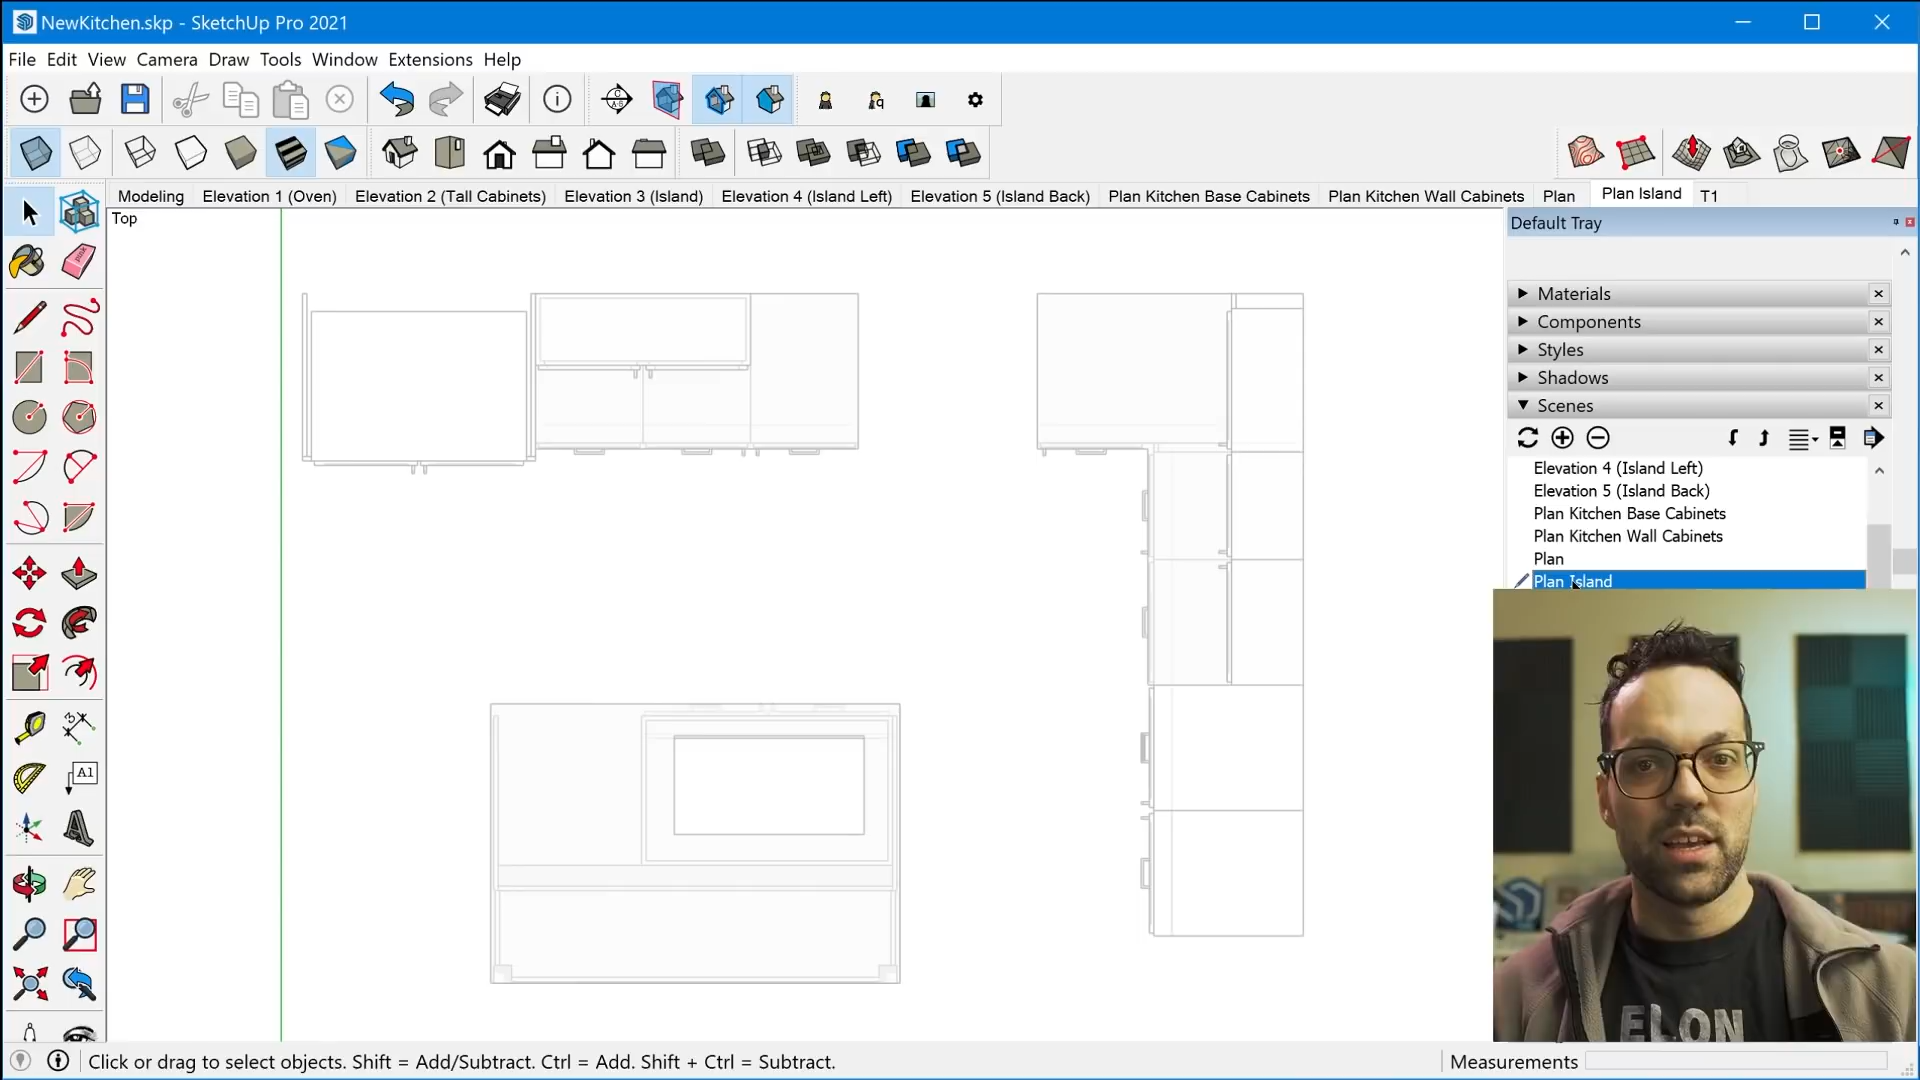 NewKitchen.skp - SketchUp Pro 2021
File Edit View Camera Draw Tools Window Extensions Help
Modeling Elevation 1 (Oven) Elevation 2 (Tall Cabinets) Elevation 3 (Island) Elevation 4 (Island Left) Elevation 5 (Island Back) Plan Kitchen Base Cabinets Plan Kitchen Wall Cabinets Plan Plan Island T1
Top
Default Tray
Materials
Components
Styles
Shadows
Scenes
Elevation 4 (Island Left)
Elevation 5 (Island Back)
Plan Kitchen Base Cabinets
Plan Kitchen Wall Cabinets
Plan
Plan Island
A1
ELON
Click or drag to select objects. Shift = Add/Subtract. Ctrl = Add. Shift + Ctrl = Subtract.
Measurements